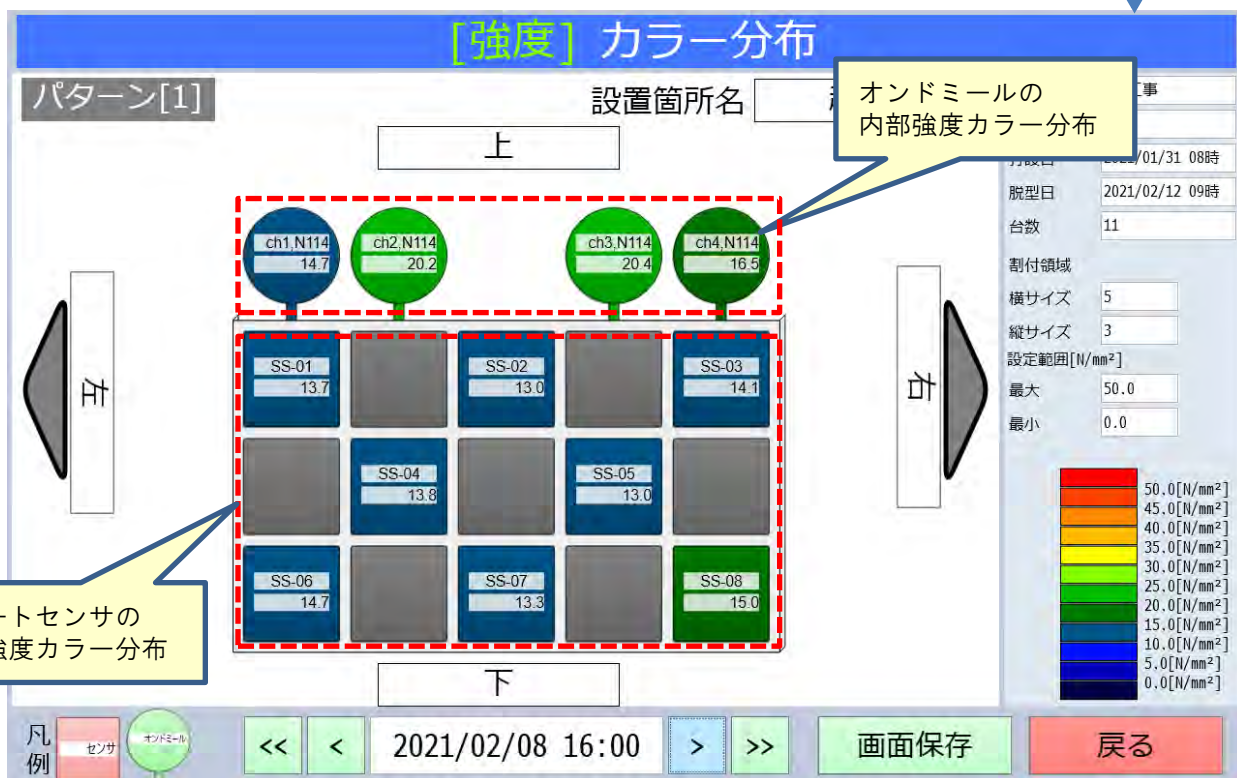 [強度] カラー分布
パターン[1]
設置箇所名
オンドミールの
内部強度カラー分布
工事
上
2021/01/31 08時
脱型日 2021/02/12 09時
台数 11
割付領域
横サイズ 5
縦サイズ 3
設定範囲[N/mm²]
最大 50.0
最小 0.0
ch1,N114
14.7
ch2,N114
20.2
ch3,N114
20.4
ch4,N114
16.5
左
右
SS-01
13.7
SS-02
13.0
SS-03
14.1
SS-04
13.8
SS-05
13.0
SS-06
14.7
SS-07
13.3
SS-08
15.0
ートセンサの
強度カラー分布
下
50.0[N/mm²]
45.0[N/mm²]
40.0[N/mm²]
35.0[N/mm²]
30.0[N/mm²]
25.0[N/mm²]
20.0[N/mm²]
15.0[N/mm²]
10.0[N/mm²]
5.0[N/mm²]
0.0[N/mm²]
凡例
センサ
オンドミール
<< < 2021/02/08 16:00 > >>
画面保存
戻る